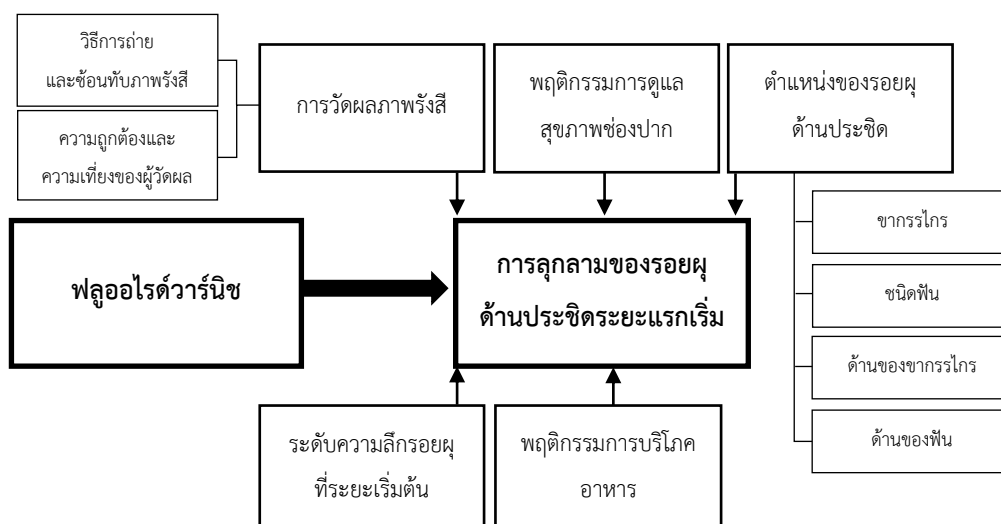 วิธีการถ่าย
และซ้อนทับภาพรังสี
ความถูกต้องและ
ความเที่ยงของผู้วัดผล
การวัดผลภาพรังสี
พฤติกรรมการดูแล
สุขภาพช่องปาก
ตำแหน่งของรอยผุ
ด้านประชิด
ขากรรไกร
ชนิดฟัน
ด้านของขากรรไกร
ด้านของฟัน
ฟลูออไรด์วาร์นิช
การลุกลามของรอยผุ
ด้านประชิดระยะแรกเริ่ม
ระดับความลึกรอยผุ
ที่ระยะเริ่มต้น
พฤติกรรมการบริโภค
อาหาร